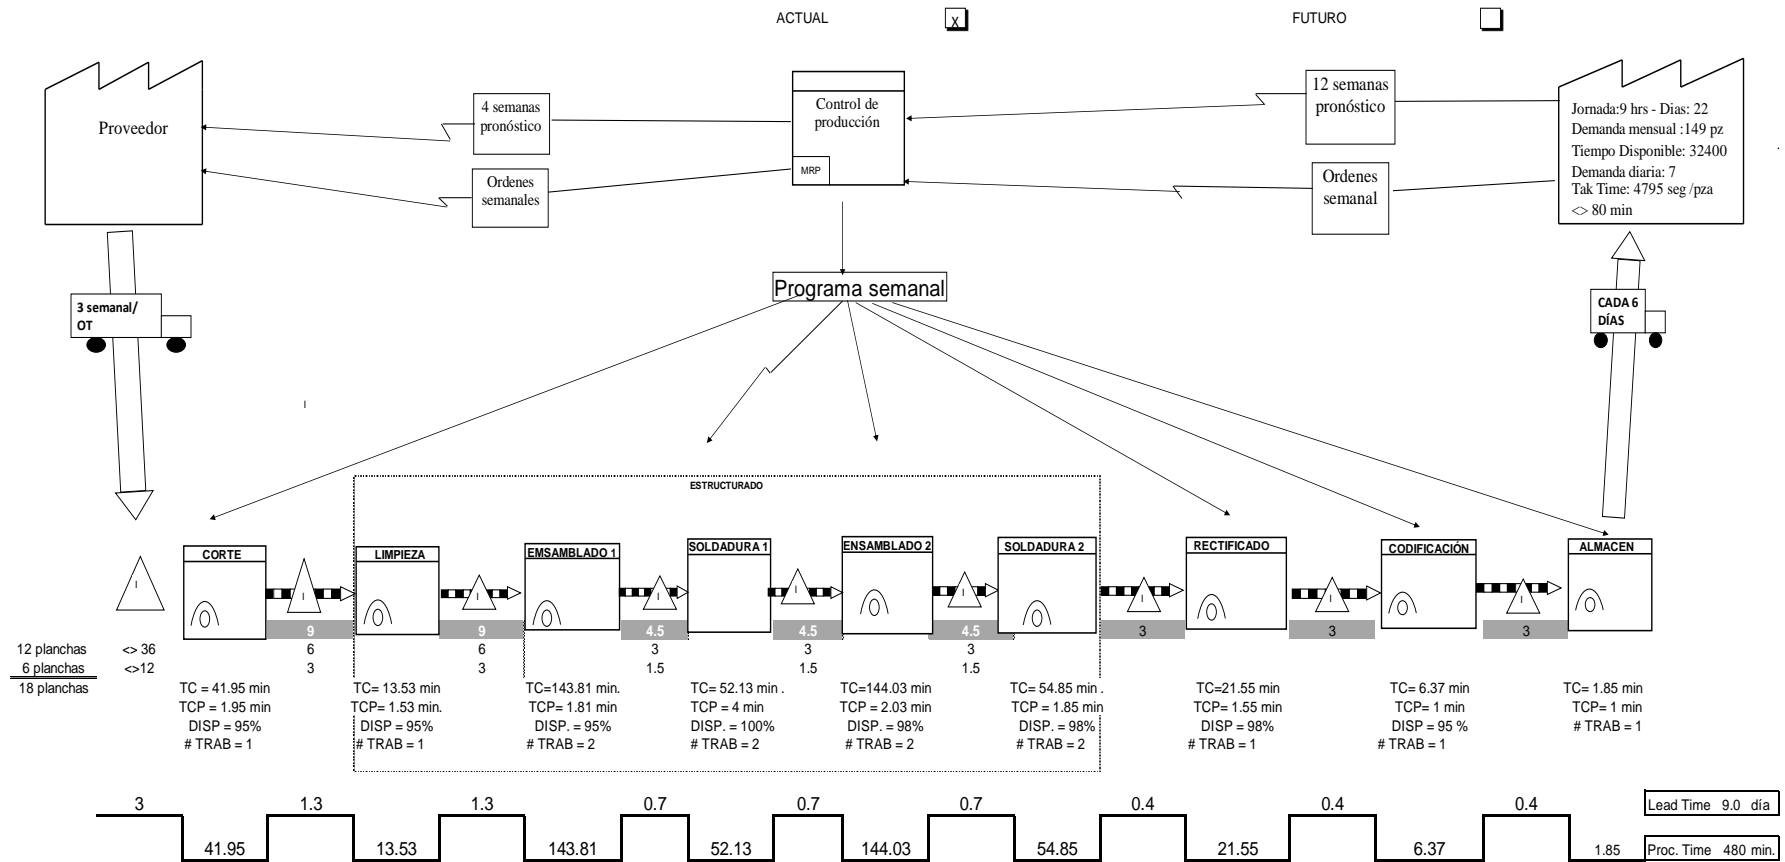 ACTUAL X FUTURO
Proveedor
4 semanas
pronóstico
Ordenes
semanales
Control de
producción
MRP
12 semanas
pronóstico
Ordenes
semanal
Jornada:9 hrs - Dias: 22
Demanda mensual :149 pz
Tiempo Disponible: 32400
Demanda diaria: 7
Tak Time: 4795 seg /pza
<> 80 min
3 semanal/
OT
Programa semanal
CADA 6
DÍAS
I
ESTRUCTURADO
CORTE
LIMPIEZA
EMSAMBLADO 1
SOLDADURA 1
ENSAMBLADO 2
SOLDADURA 2
RECTIFICADO
CODIFICACIÓN
ALMACEN
I I I I I I I I I
9 9 4.5 4.5 4.5 3 3 3
12 planchas <> 36 6 6 3 3 3
6 planchas <>12 3 3 1.5 1.5 1.5
18 planchas
TC = 41.95 min
TCP = 1.95 min
DISP = 95%
# TRAB = 1
TC= 13.53 min
TCP= 1.53 min.
DISP = 95%
# TRAB = 1
TC=143.81 min.
TCP= 1.81 min
DISP. = 95%
# TRAB = 2
TC= 52.13 min .
TCP = 4 min
DISP. = 100%
# TRAB = 2
TC=144.03 min
TCP = 2.03 min
DISP. = 98%
# TRAB = 2
TC= 54.85 min .
TCP = 1.85 min
DISP. = 98%
# TRAB = 2
TC=21.55 min
TCP= 1.55 min
DISP = 98%
# TRAB = 1
TC= 6.37 min
TCP= 1 min
DISP = 95 %
# TRAB = 1
TC= 1.85 min
TCP= 1 min
# TRAB = 1
3 1.3 1.3 0.7 0.7 0.7 0.4 0.4 0.4 Lead Time 9.0 día
41.95 13.53 143.81 52.13 144.03 54.85 21.55 6.37 1.85 Proc. Time 480 min.